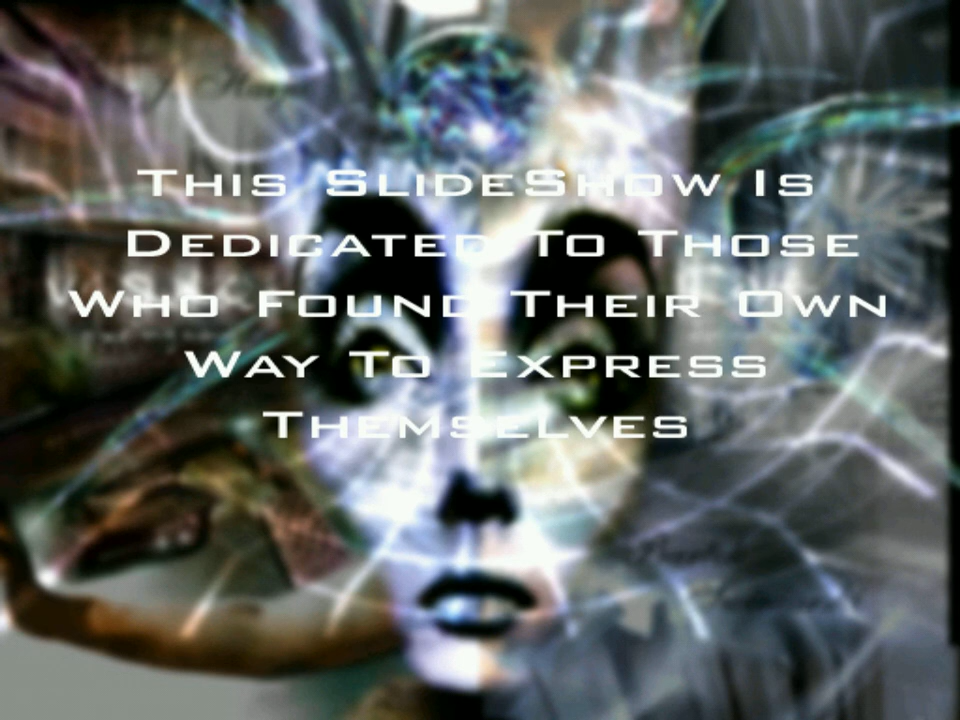 This SlideShow Is
Dedicated To Those
Who Found Their Own
Way To Express
Themselves